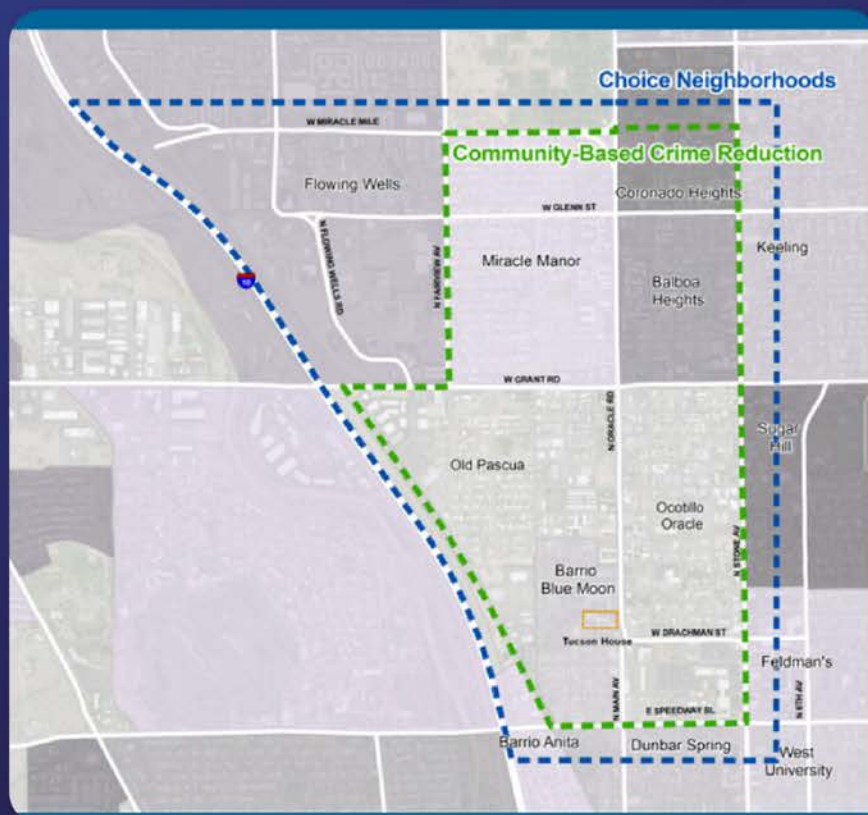 Choice Neighborhoods
W MIRACLE MILE
Community-Based Crime Reduction
Flowing Wells
Coronado Heights
W GLENN ST
N FLOWING WELLS RD
N FAIRVIEW AV
Miracle Manor
Keeling
Balboa
Heights
10
W GRANT RD
N ORACLE RD
Sugar
Hill
Old Pascua
Ocotillo
Oracle
N STONE AV
Barrio
Blue Moon
Tucson House
W DRACHMAN ST
Feldman's
N MAIN AV
E SPEEDWAY BL
N 6TH AV
Barrio Anita
Dunbar Spring
West
University